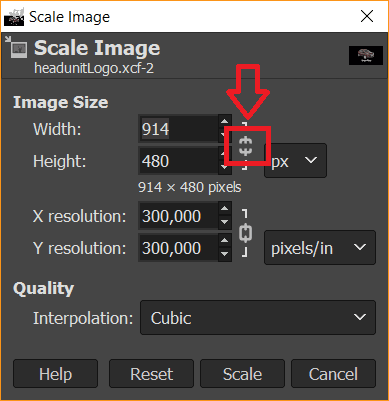 Scale Image
Scale Image
headunitLogo.xcf-2
Image Size
Width: 914
Height: 480 px
914 × 480 pixels
X resolution: 300,000
Y resolution: 300,000 pixels/in
Quality
Interpolation: Cubic
Help Reset Scale Cancel